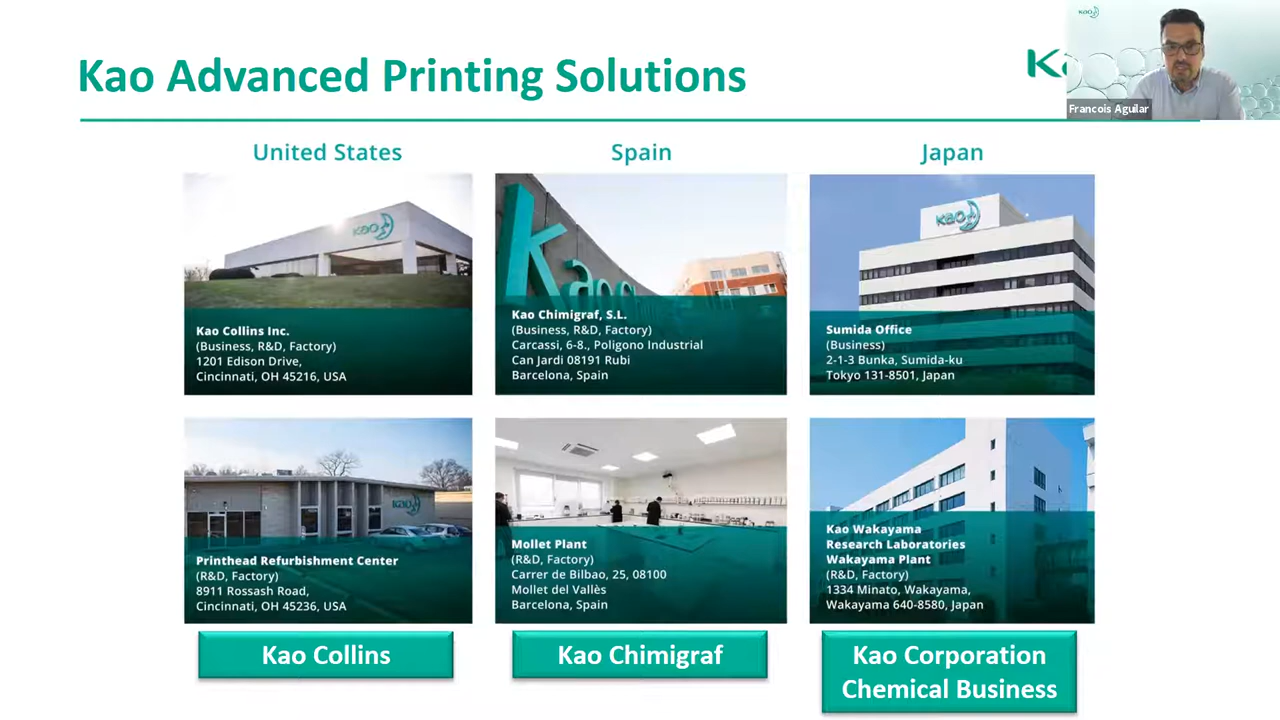 Kao Advanced Printing Solutions
Kao
Francois Aguilar
United States
Spain
Japan
Kao
Kao Collins Inc.
(Business, R&D, Factory)
1201 Edison Drive,
Cincinnati, OH 45216, USA
Kao
Kao Chimigraf, S.L.
(Business, R&D, Factory)
Carcassi, 6-8., Poligono Industrial
Can Jardi 08191 Rubi
Barcelona, Spain
Kao
Sumida Office
(Business)
2-1-3 Bunka, Sumida-ku
Tokyo 131-8501, Japan
Kao
Printhead Refurbishment Center
(R&D, Factory)
8911 Rossash Road,
Cincinnati, OH 45236, USA
Mollet Plant
(R&D, Factory)
Carrer de Bilbao, 25, 08100
Mollet del Vallès
Barcelona, Spain
Kao Wakayama
Research Laboratories
Wakayama Plant
(R&D, Factory)
1334 Minato, Wakayama,
Wakayama 640-8580, Japan
Kao Collins
Kao Chimigraf
Kao Corporation
Chemical Business